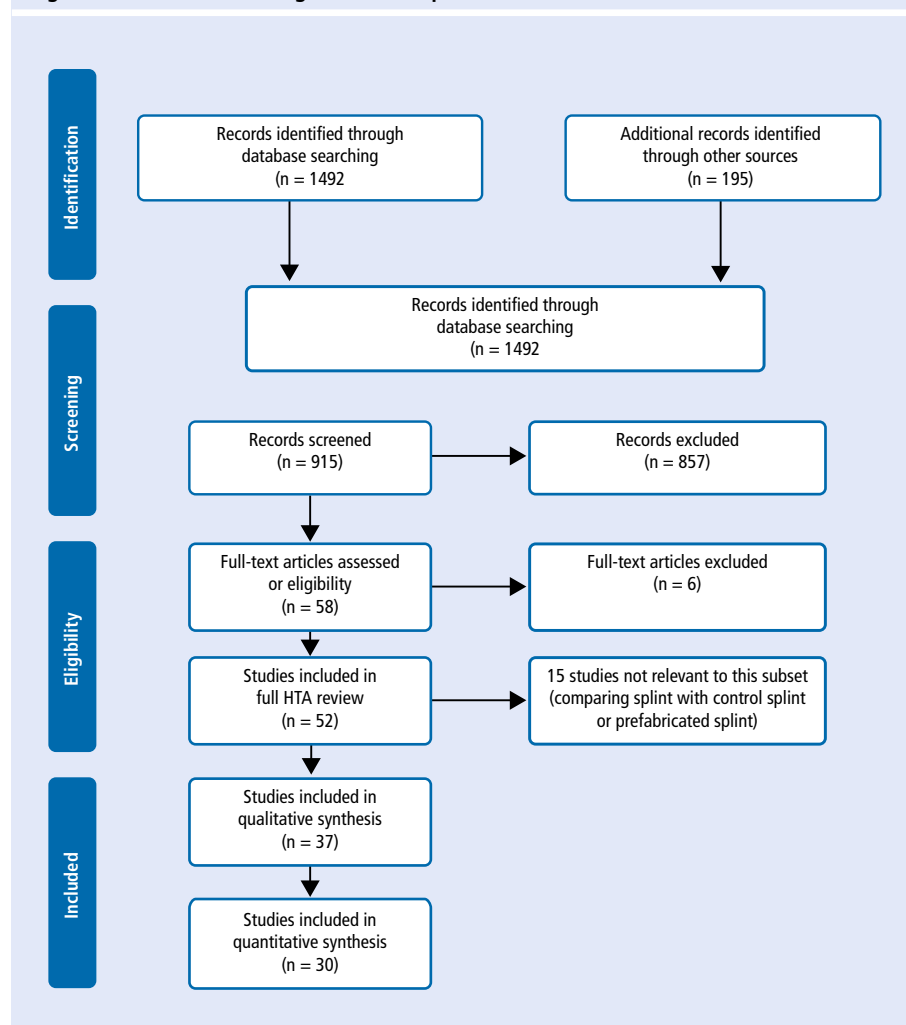 Identification
Records identified through
database searching
(n = 1492
Additional records identified
through other sources
(n = 195)
Records identified through
database searching
(n = 1492
Screening
Records screened
(n = 915)
Records excluded
(n = 857)
Eligibility
Full-text articles assessed
or eligibility
(n = 58)
Full-text articles excluded
(n = 6)
Studies included in
full HTA review
(n = 52)
15 studies not relevant to this subset
(comparing splint with control splint
or prefabricated splint)
Included
Studies included in
qualitative synthesis
(n = 37)
Studies included in
quantitative synthesis
(n = 30)